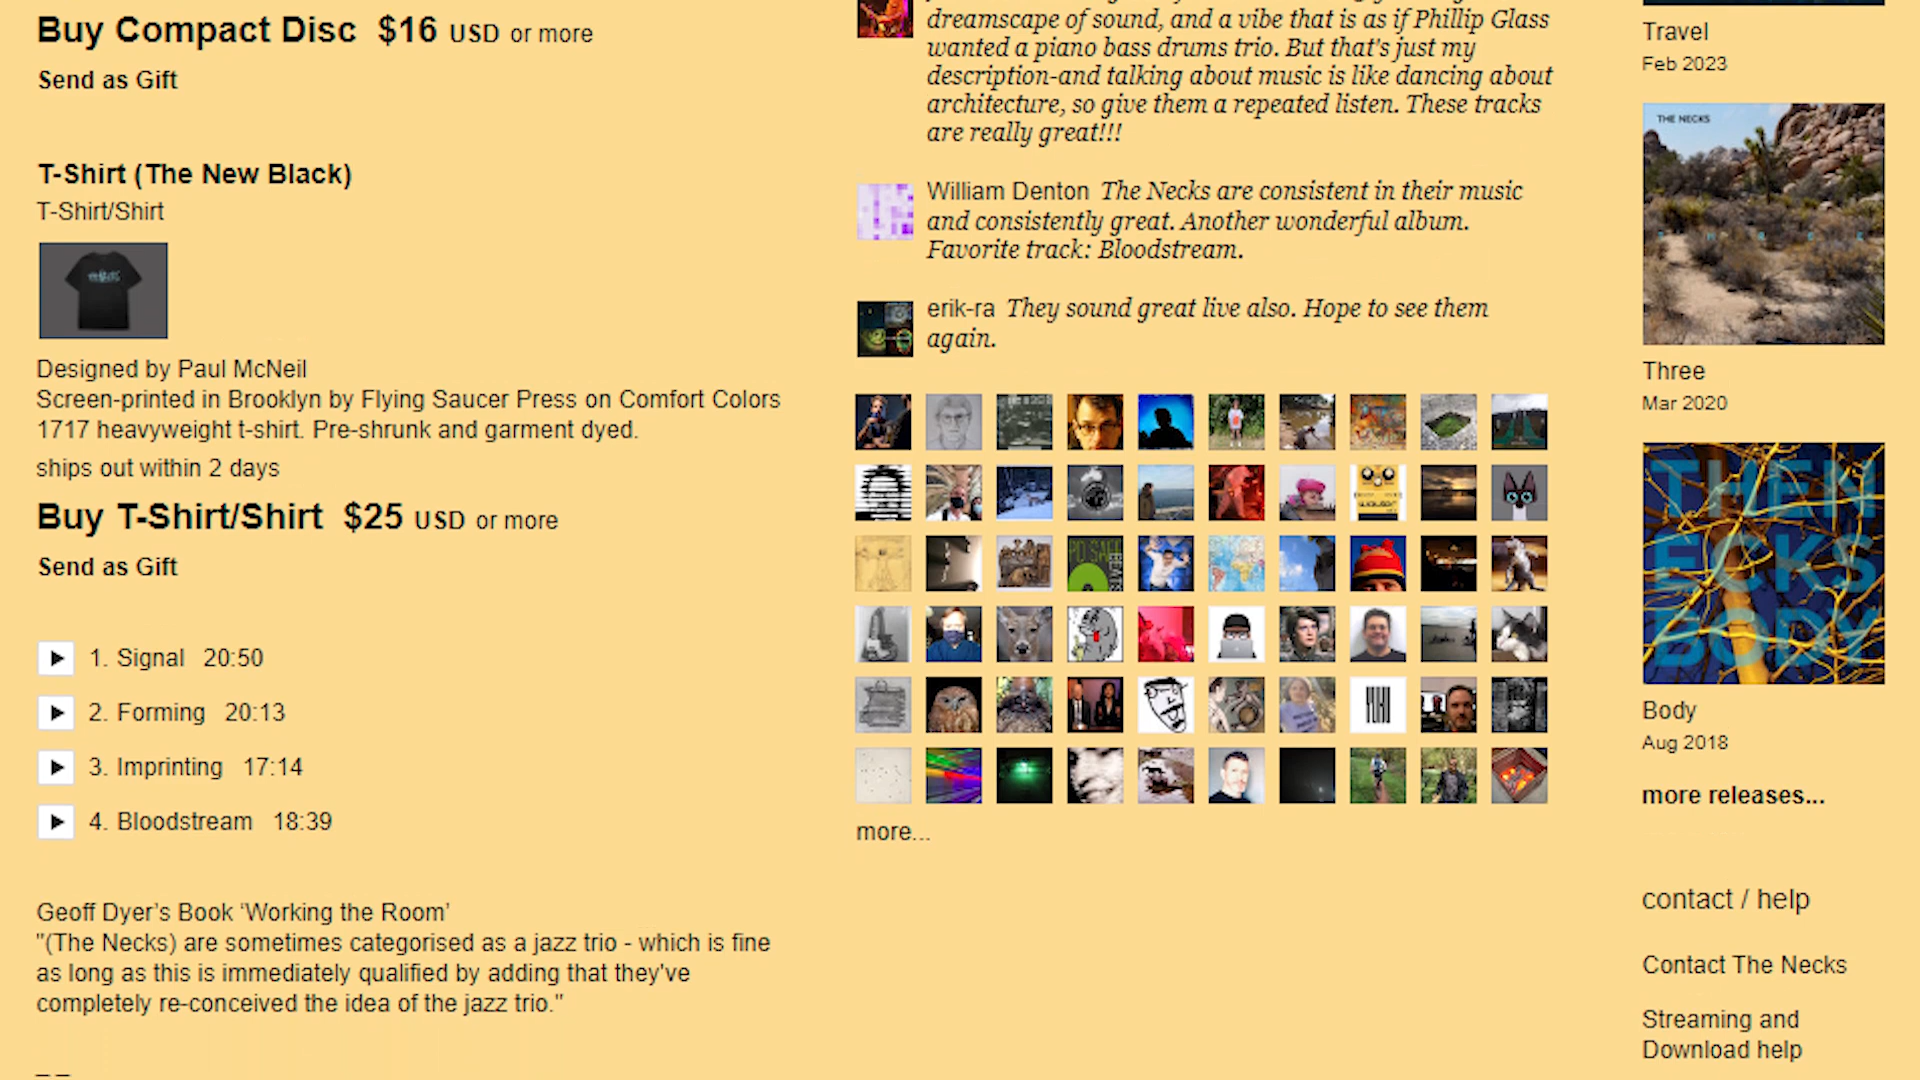 Buy Compact Disc $16 USD or more
Send as Gift
T-Shirt (The New Black)
T-Shirt/Shirt
Designed by Paul McNeil
Screen-printed in Brooklyn by Flying Saucer Press on Comfort Colors
1717 heavyweight t-shirt. Pre-shrunk and garment dyed.
ships out within 2 days
Buy T-Shirt/Shirt $25 USD or more
Send as Gift
1. Signal 20:50
2. Forming 20:13
3. Imprinting 17:14
4. Bloodstream 18:39
Geoff Dyer’s Book ‘Working the Room’
"(The Necks) are sometimes categorised as a jazz trio - which is fine
as long as this is immediately qualified by adding that they've
completely re-conceived the idea of the jazz trio."
dreamscape of sound, and a vibe that is as if Phillip Glass
wanted a piano bass drums trio. But that's just my
description-and talking about music is like dancing about
architecture, so give them a repeated listen. These tracks
are really great!!!
William Denton The Necks are consistent in their music
and consistently great. Another wonderful album.
Favorite track: Bloodstream.
erik-ra They sound great live also. Hope to see them
again.
more...
Travel
Feb 2023
THE NECKS
THREE
Three
Mar 2020
THEN
ECKS
BODY
Body
Aug 2018
more releases...
contact / help
Contact The Necks
Streaming and
Download help